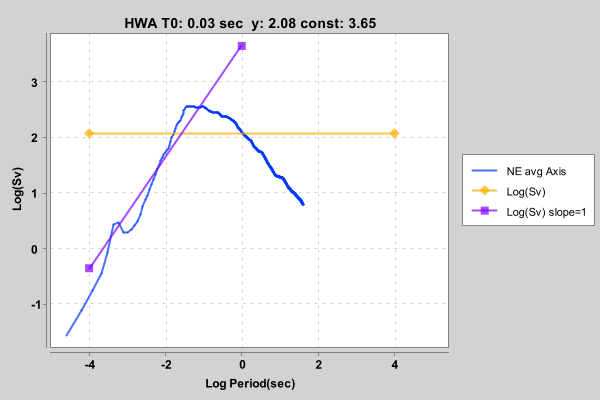 HWA T0: 0.03 sec y: 2.08 const: 3.65
Log(Sv)
3
2
1
0
-1
-4 -2 0 2 4
Log Period(sec)
NE avg Axis
Log(Sv)
Log(Sv) slope=1